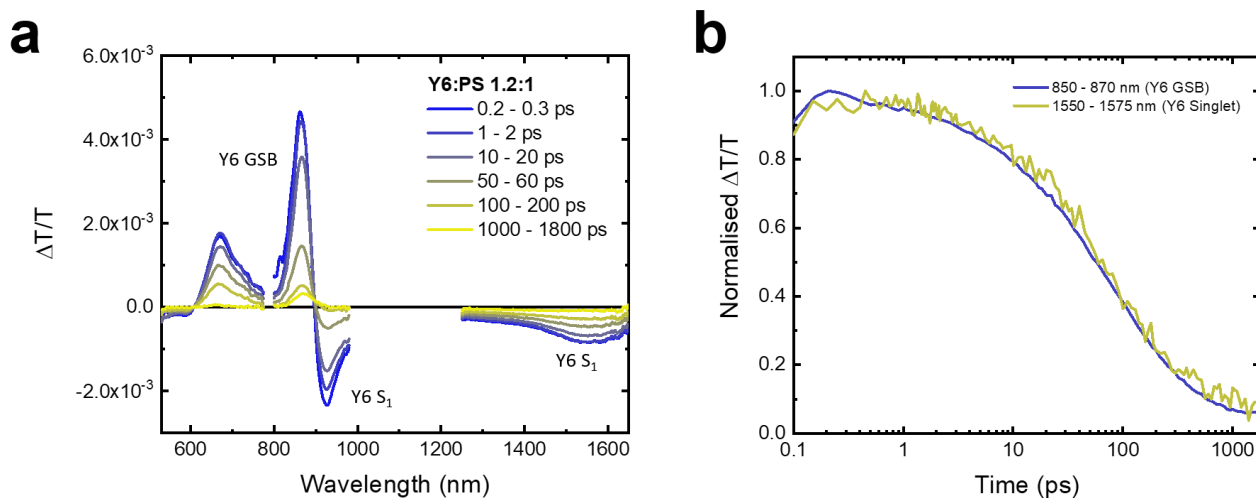 a
6.0x10⁻³
4.0x10⁻³
2.0x10⁻³
0.0
-2.0x10⁻³
ΔT/T
600 800 1000 1200 1400 1600
Wavelength (nm)
Y6:PS 1.2:1
0.2 - 0.3 ps
1 - 2 ps
10 - 20 ps
50 - 60 ps
100 - 200 ps
1000 - 1800 ps
Y6 GSB
Y6 S₁
Y6 S₁
b
1.0
0.8
0.6
0.4
0.2
0.0
Normalised ΔT/T
0.1 1 10 100 1000
Time (ps)
850 - 870 nm (Y6 GSB)
1550 - 1575 nm (Y6 Singlet)